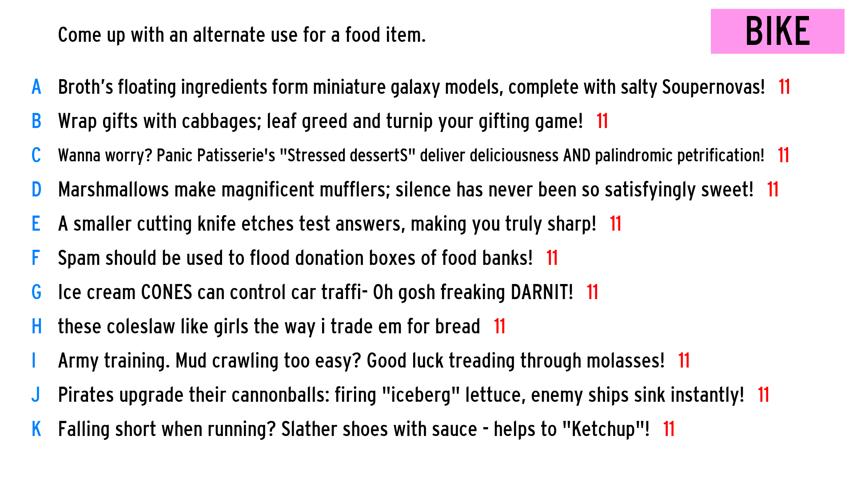 Come up with an alternate use for a food item.
BIKE
A Broth's floating ingredients form miniature galaxy models, complete with salty Soupernovas! 11
B Wrap gifts with cabbages; leaf greed and turnip your gifting game! 11
C Wanna worry? Panic Patisserie's "Stressed dessertS" deliver deliciousness AND palindromic petrification! 11
D Marshmallows make magnificent mufflers; silence has never been so satisfyingly sweet! 11
E A smaller cutting knife etches test answers, making you truly sharp! 11
F Spam should be used to flood donation boxes of food banks! 11
G Ice cream CONES can control car traffi- Oh gosh freaking DARNIT! 11
H these coleslaw like girls the way i trade em for bread 11
I Army training. Mud crawling too easy? Good luck treading through molasses! 11
J Pirates upgrade their cannonballs: firing "iceberg" lettuce, enemy ships sink instantly! 11
K Falling short when running? Slather shoes with sauce - helps to "Ketchup"! 11